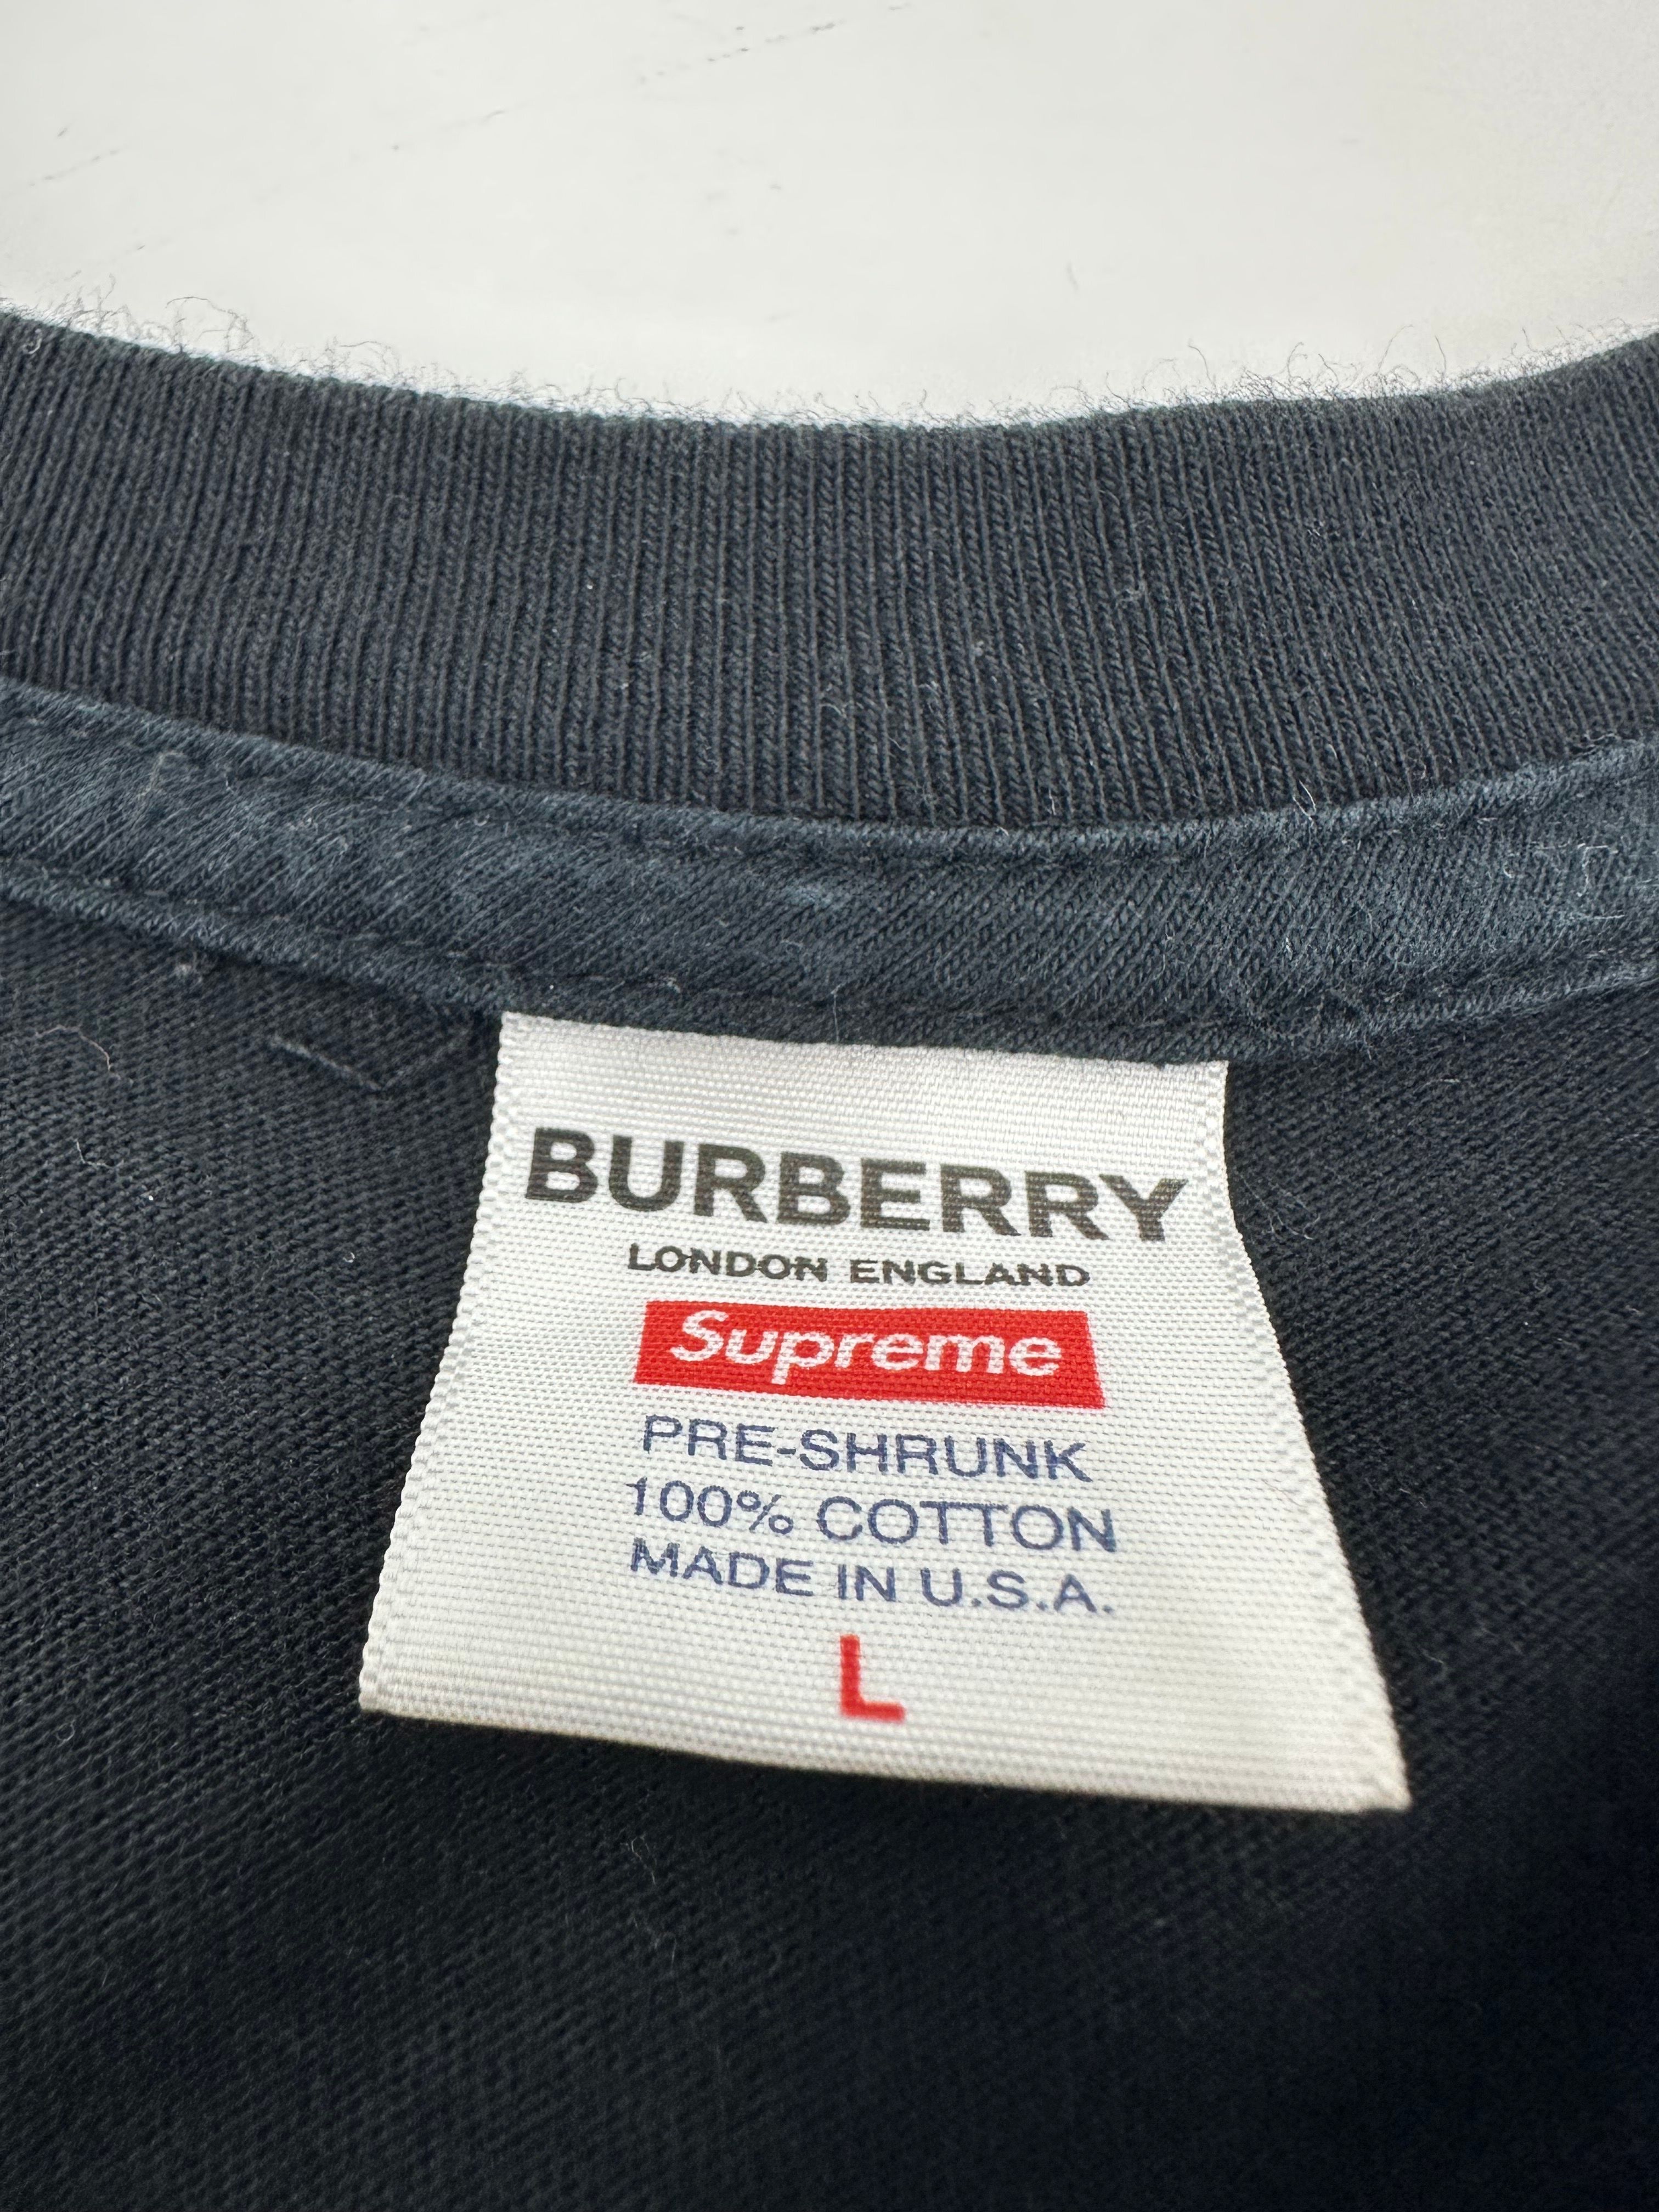 BURBERRY
LONDON ENGLAND
Supreme
PRE-SHRUNK
100% COTTON
MADE IN U.S.A.
L